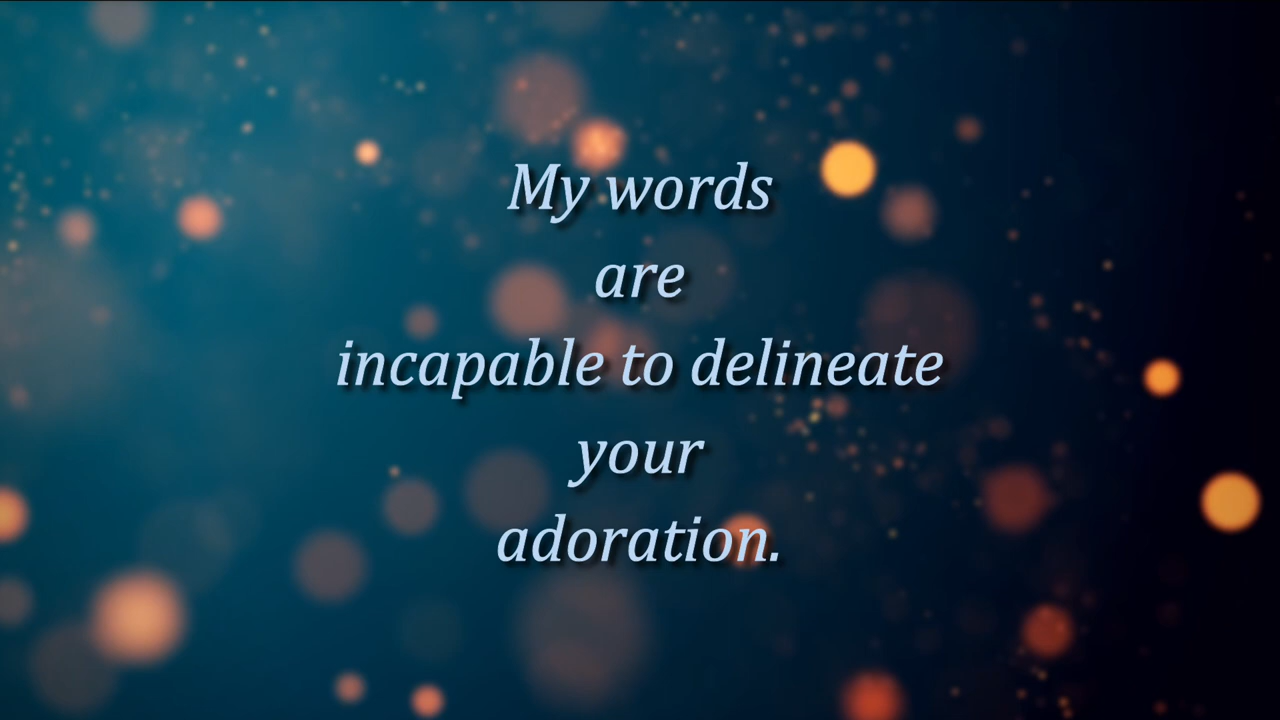 My words
are
incapable to delineate
your
adoration.